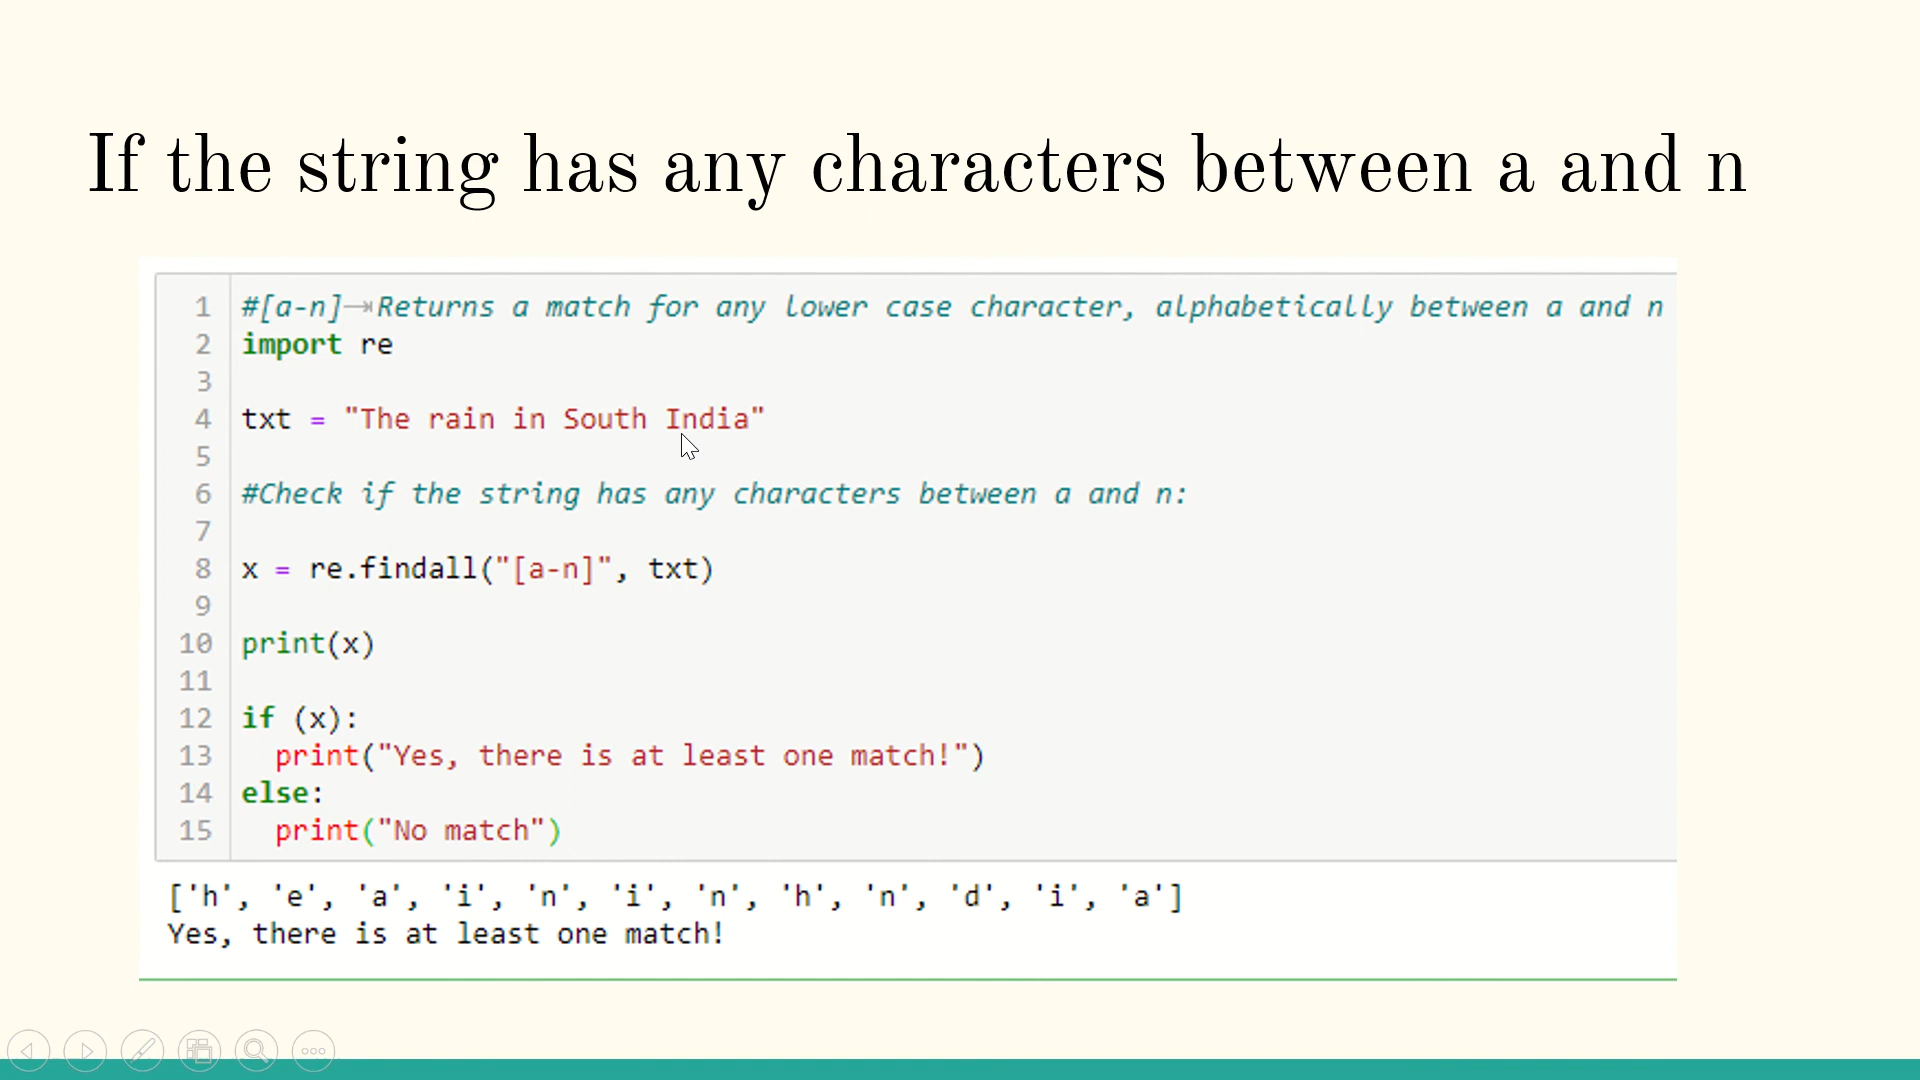 If the string has any characters between a and n
1 #[a-n]⇥Returns a match for any lower case character, alphabetically between a and n
2 import re
3
4 txt = "The rain in South India"
5
6 #Check if the string has any characters between a and n:
7
8 x = re.findall("[a-n]", txt)
9
10 print(x)
11
12 if (x):
13   print("Yes, there is at least one match!")
14 else:
15   print("No match")
['h', 'e', 'a', 'i', 'n', 'i', 'n', 'h', 'n', 'd', 'i', 'a']
Yes, there is at least one match!